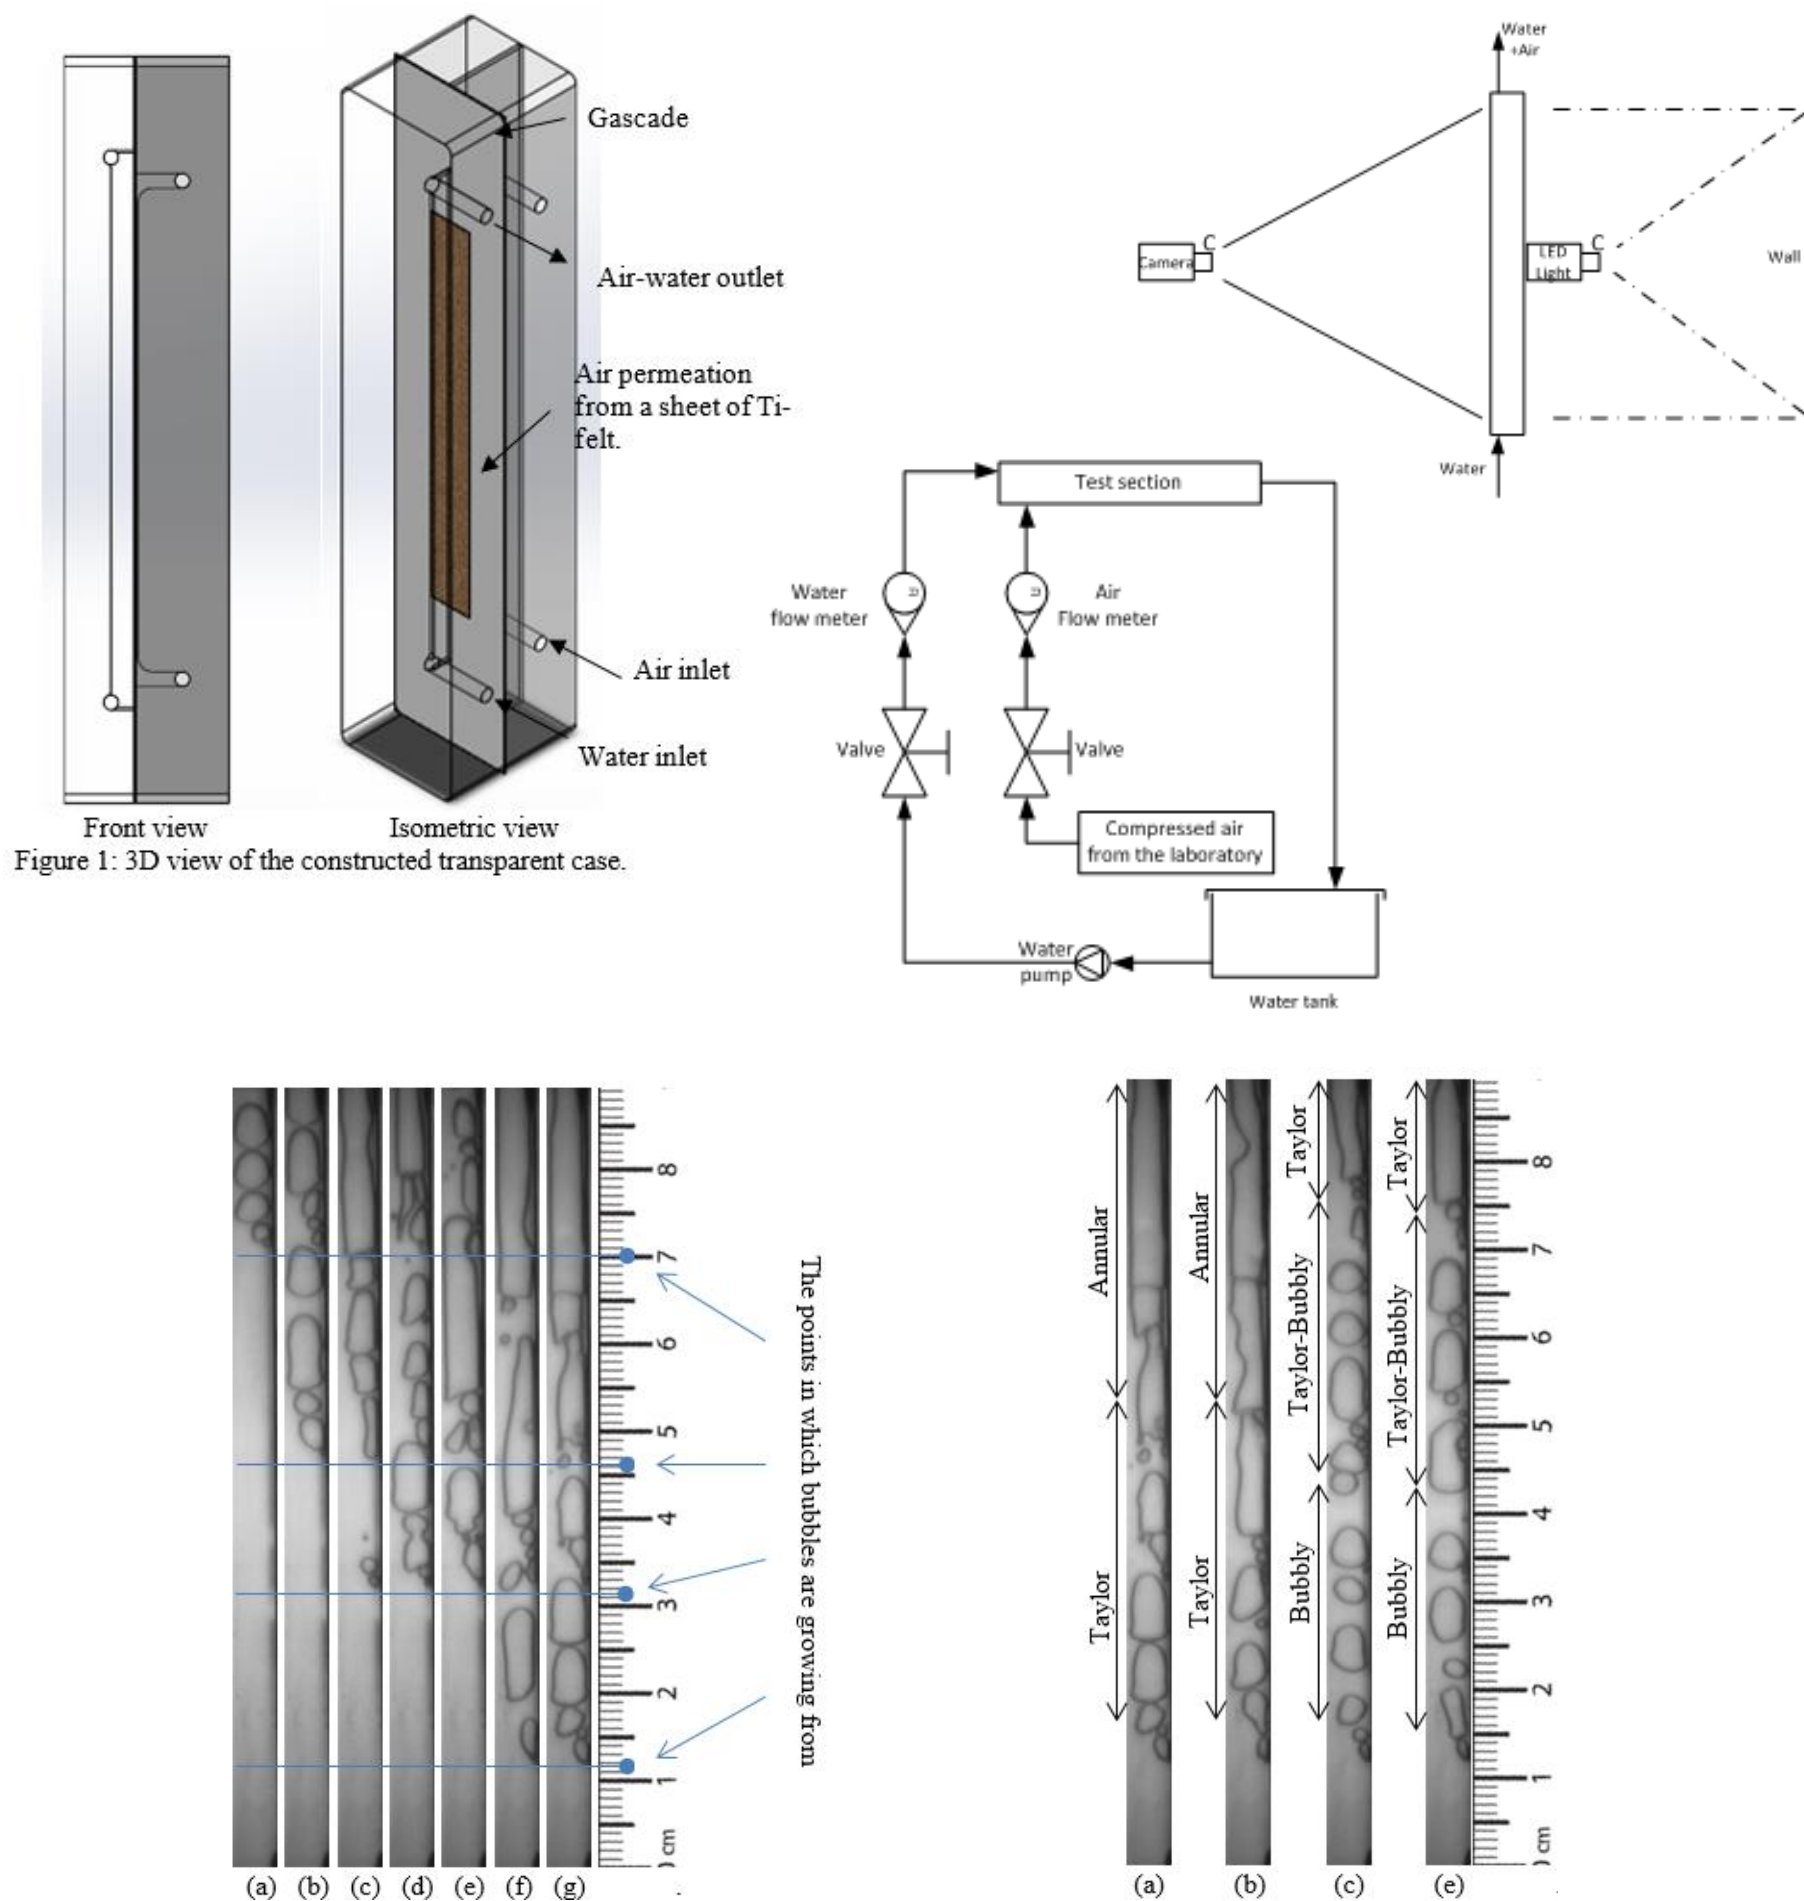 Gascade
Air-water outlet
Air permeation
from a sheet of Ti-
felt.
Air inlet
Water inlet
Front view
Isometric view
Figure 1: 3D view of the constructed transparent case.
Water
+Air
Camera
C
LED
Light
C
Wall
Water
Test section
Water
flow meter
Air
Flow meter
Valve
Valve
Compressed air
from the laboratory
Water
pump
Water tank
8
7
6
5
4
3
2
1
cm
The points in which bubbles are growing from
(a)
(b)
(c)
(d)
(e)
(f)
(g)
Annular
Taylor
Annular
Taylor
Taylor
Taylor-Bubbly
Bubbly
Taylor
Taylor-Bubbly
Bubbly
8
7
6
5
4
3
2
1
cm
(a)
(b)
(c)
(e)